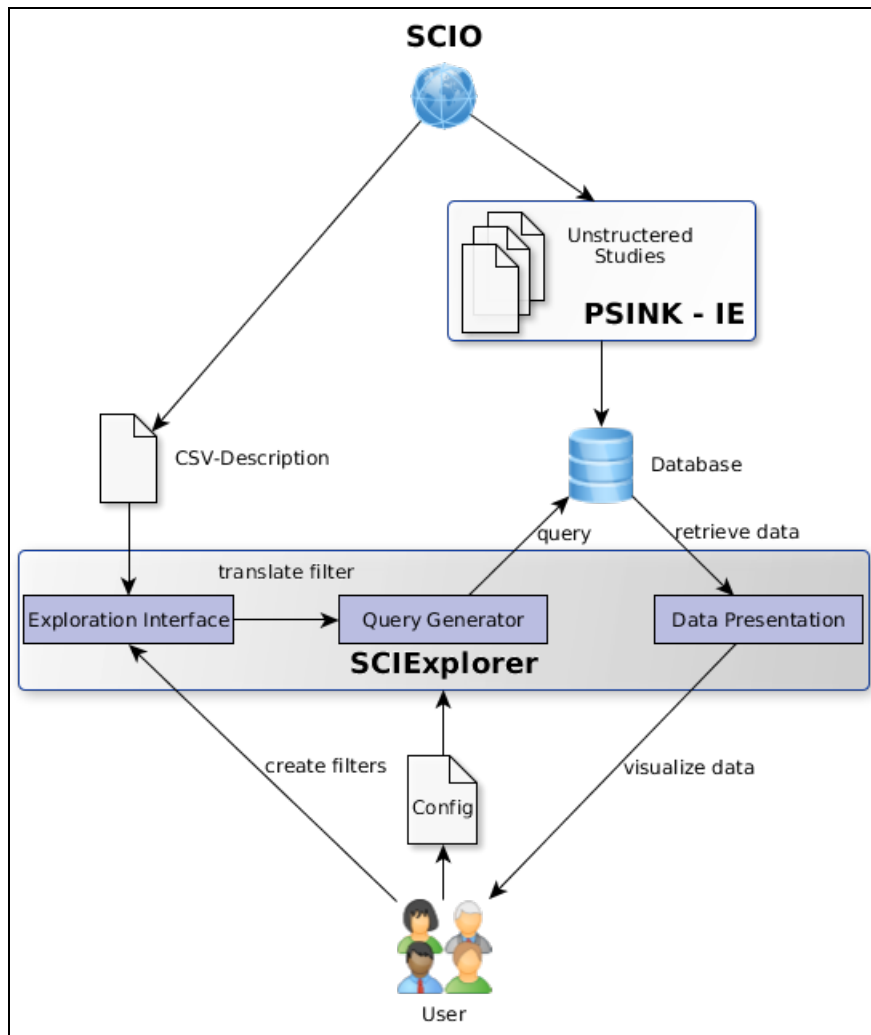 SCIO
Unstructered
Studies
PSINK - IE
CSV-Description
Database
query
retrieve data
translate filter
Exploration Interface
Query Generator
Data Presentation
SCIExplorer
create filters
Config
visualize data
User